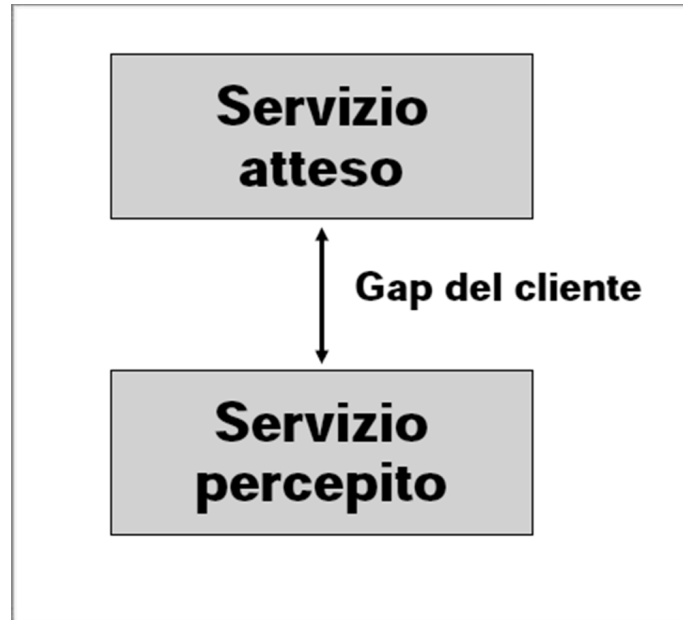 Servizio
atteso
Gap del cliente
Servizio
percepito